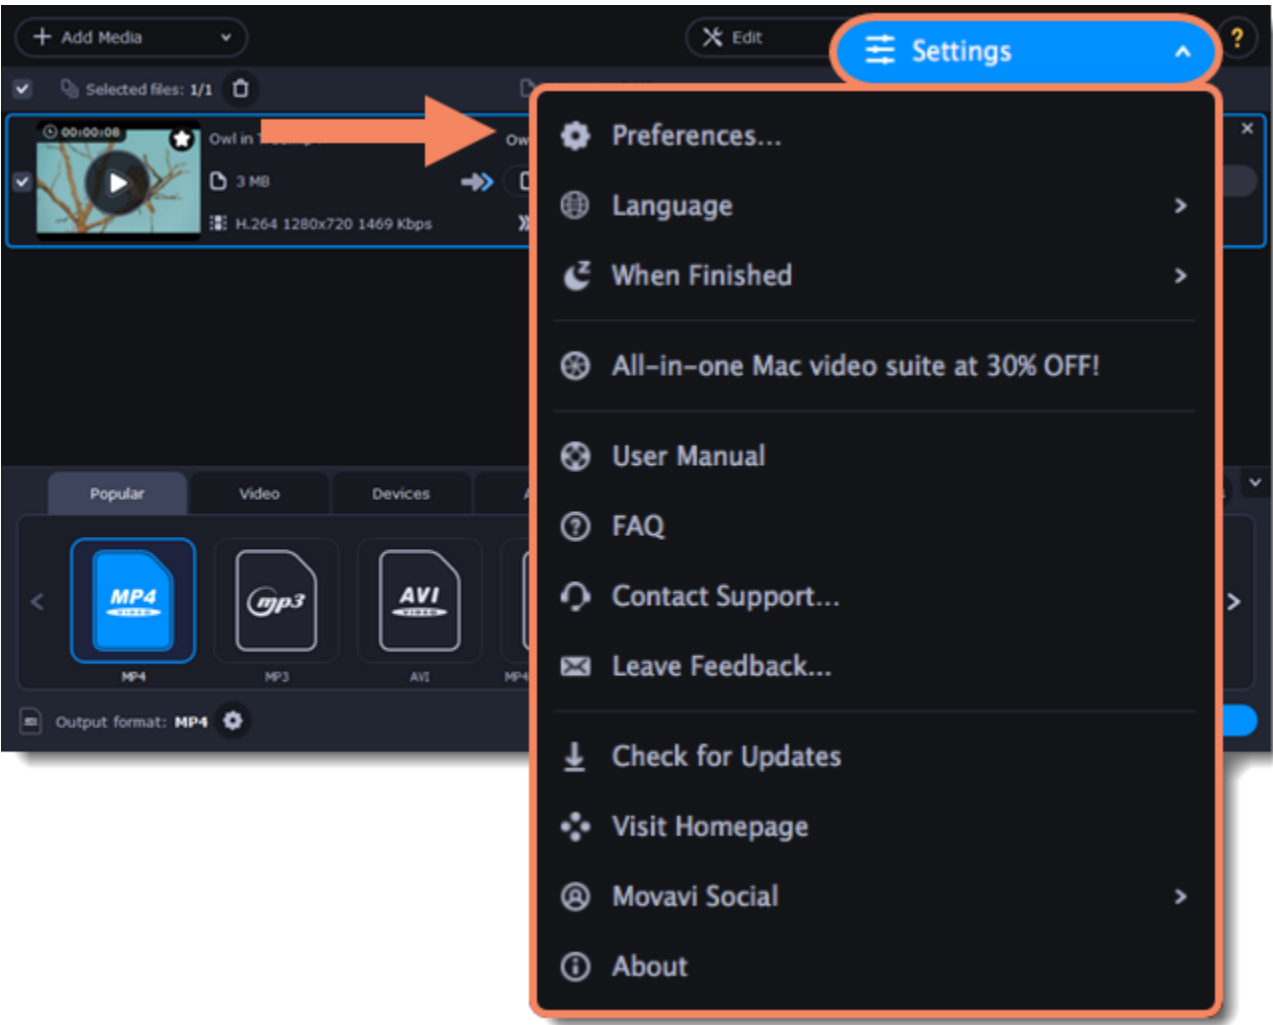 Add Media
Edit
Settings
?
Selected files: 1/1
00:00:08
Owl in
3 MB
H.264 1280x720 1469 Kbps
Preferences...
Language
When Finished
All-in-one Mac video suite at 30% OFF!
User Manual
FAQ
Contact Support...
Leave Feedback...
Check for Updates
Visit Homepage
Movavi Social
About
Popular
Video
Devices
MP4
VIDEO
mp3
AVI
VIDEO
MP4
MP3
AVI
Output format: MP4